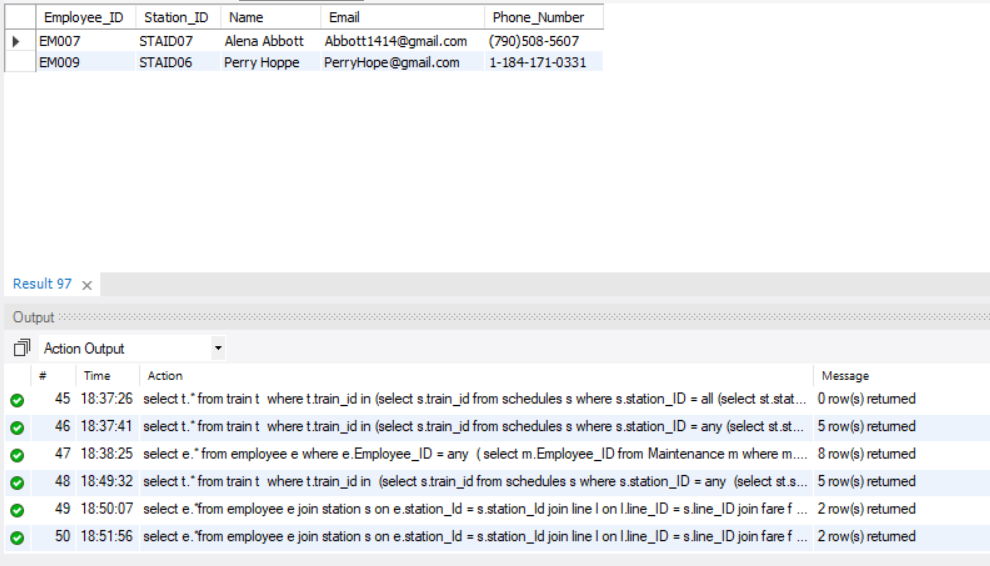 Employee_ID Station_ID Name Email Phone_Number
EM007 STAID07 Alena Abbott Abbott1414@gmail.com (790)508-5607
EM009 STAID06 Perry Hoppe PerryHope@gmail.com 1-184-171-0331
Result 97
Output
Action Output
# Time Action Message
45 18:37:26 select t.* from train t where t.train_id in (select s.train_id from schedules s where s.station_ID = all (select st.stat... 0 row(s) returned
46 18:37:41 select t.* from train t where t.train_id in (select s.train_id from schedules s where s.station_ID = any (select st.st... 5 row(s) returned
47 18:38:25 select e.* from employee e where e.Employee_ID = any ( select m.Employee_ID from Maintenance m where m.... 8 row(s) returned
48 18:49:32 select t.* from train t where t.train_id in (select s.train_id from schedules s where s.station_ID = any (select st.s... 5 row(s) returned
49 18:50:07 select e.*from employee e join station s on e.station_Id = s.station_Id join line l on l.line_ID = s.line_ID join fare f ... 2 row(s) returned
50 18:51:56 select e.*from employee e join station s on e.station_Id = s.station_Id join line l on l.line_ID = s.line_ID join fare f ... 2 row(s) returned